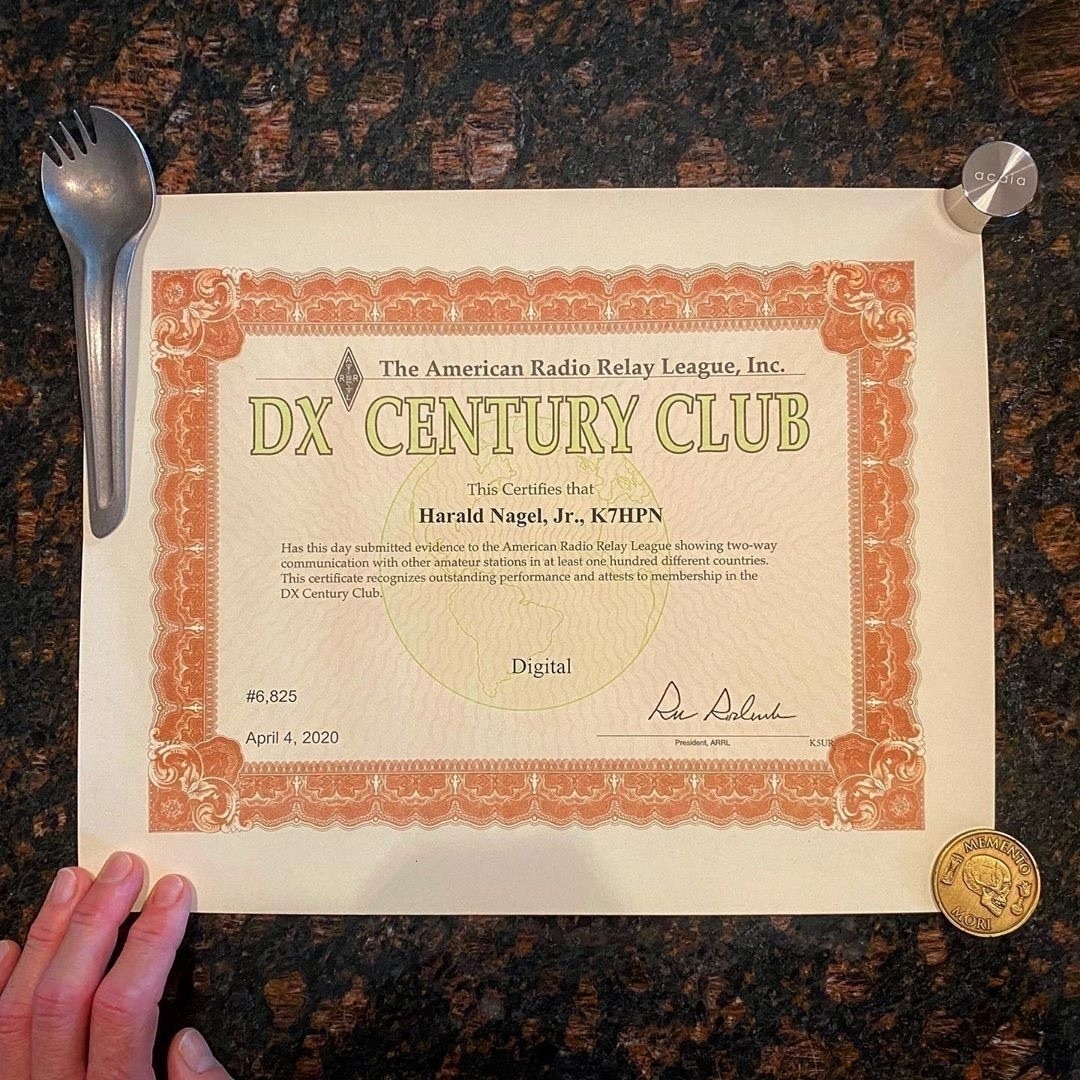 acaia
The American Radio Relay League, Inc.
A
R R
L
DX CENTURY CLUB
This Certifies that
Harald Nagel, Jr., K7HPN
Has this day submitted evidence to the American Radio Relay League showing two-way
communication with other amateur stations in at least one hundred different countries.
This certificate recognizes outstanding performance and attests to membership in the
DX Century Club.
Digital
#6,825
April 4, 2020
President, ARRL
K5UR
MEMENTO
MORI